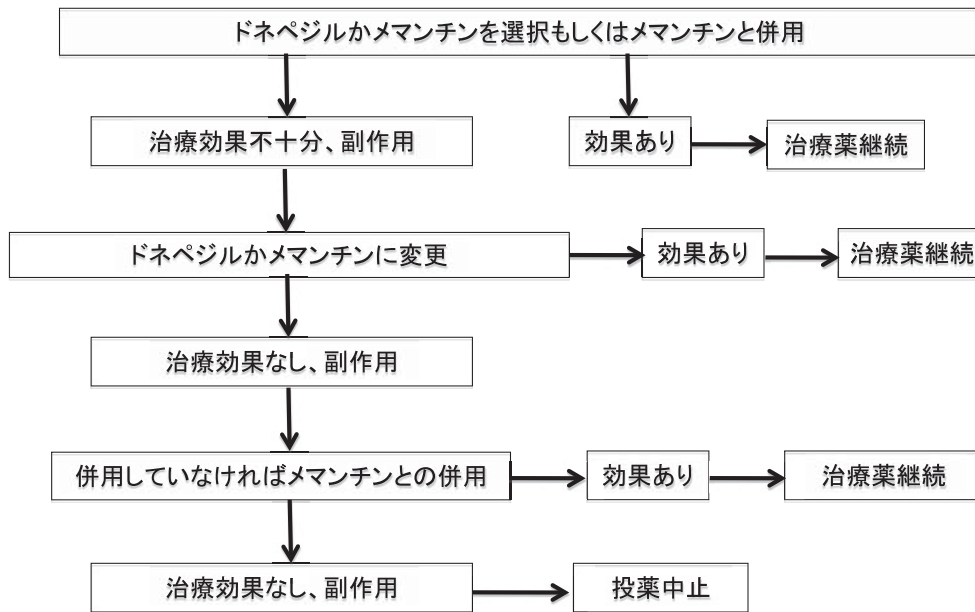 ドネペジルかメマンチンを選択もしくはメマンチンと併用
治療効果不十分、副作用
効果あり
治療薬継続
ドネペジルかメマンチンに変更
効果あり
治療薬継続
治療効果なし、副作用
併用していなければメマンチンとの併用
効果あり
治療薬継続
治療効果なし、副作用
投薬中止